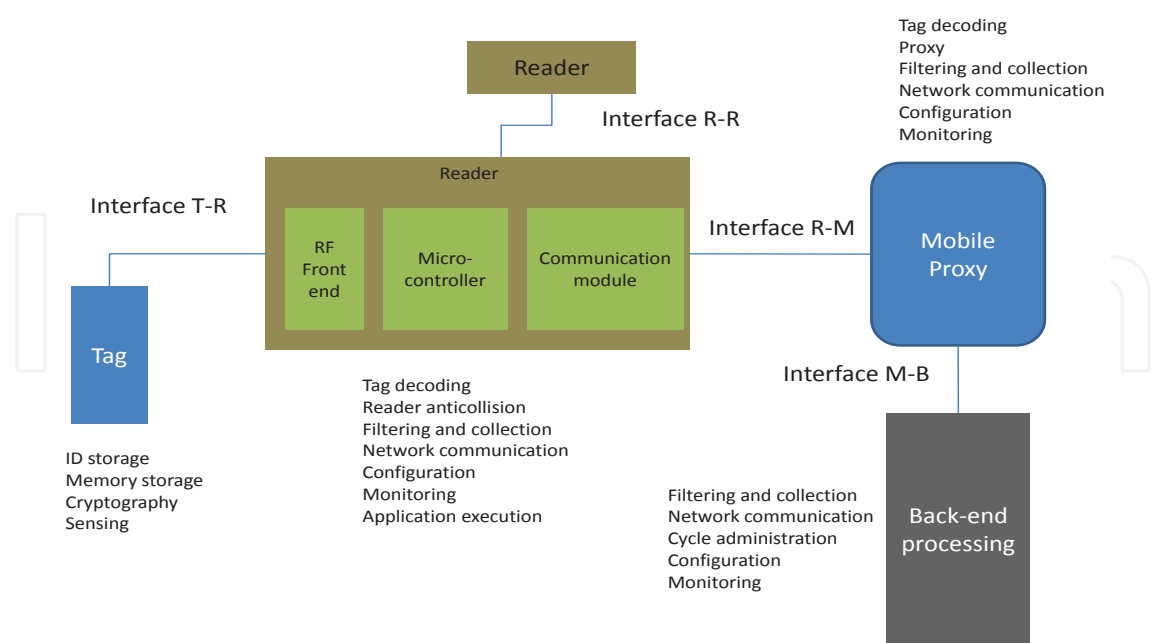 Tag decoding
Proxy
Filtering and collection
Network communication
Configuration
Monitoring
Reader
Interface R-R
Reader
Interface T-R
RF
Front
end
Micro-
controller
Communication
module
Interface R-M
Mobile
Proxy
Tag
Interface M-B
Tag decoding
Reader anticollision
Filtering and collection
Network communication
Configuration
Monitoring
Application execution
ID storage
Memory storage
Cryptography
Sensing
Filtering and collection
Network communication
Cycle administration
Configuration
Monitoring
Back-end
processing